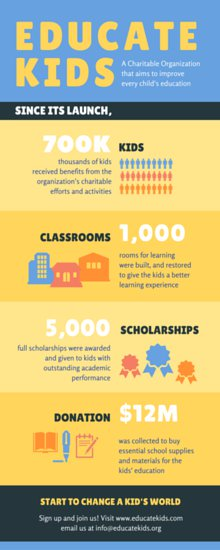 EDUCATE
KIDS
A Charitable Organization
that aims to improve
every child's education
SINCE ITS LAUNCH,
700K KIDS
thousands of kids
received benefits from the
organization's charitable
efforts and activities
CLASSROOMS 1,000
rooms for learning
were built, and restored
to give the kids a better
learning experience
5,000 SCHOLARSHIPS
full scholarships were awarded
and given to kids with
outstanding academic
performance
DONATION $12M
was collected to buy
essential school supplies
and materials for the
kids' education
START TO CHANGE A KID'S WORLD
Sign up and join us! Visit www.educatekids.com
email us at info@educatekids.org